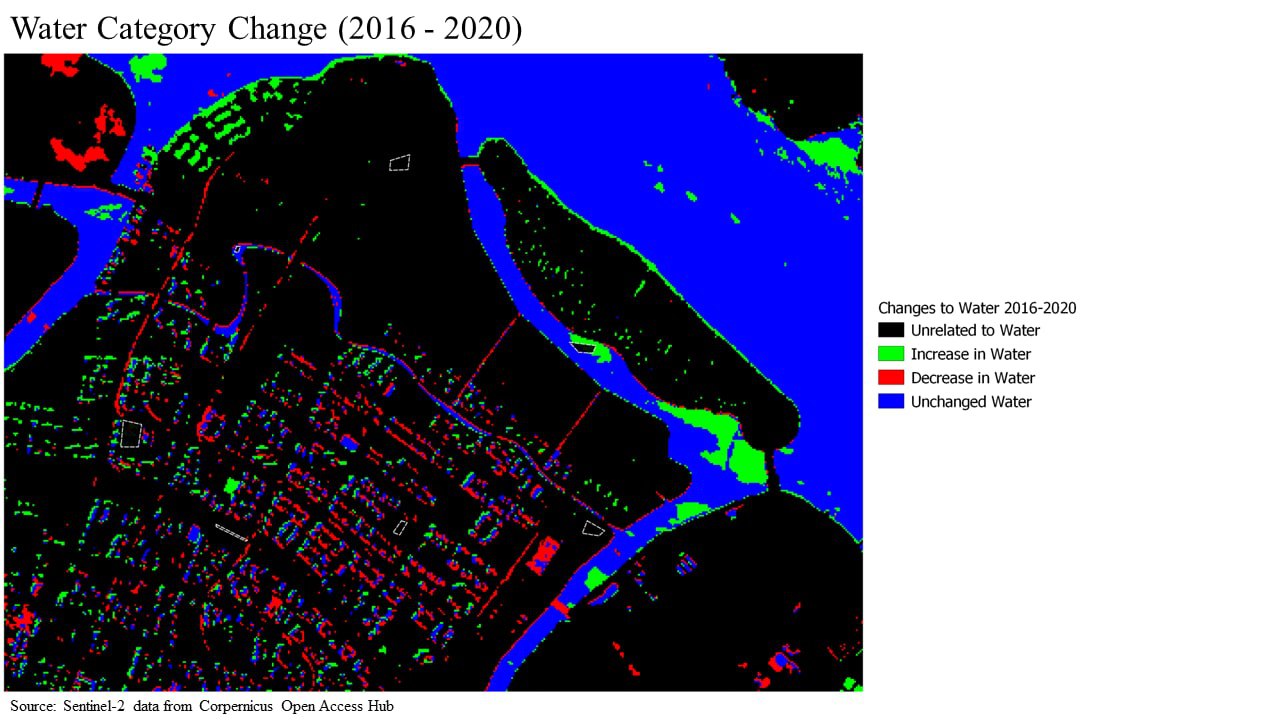 Water Category Change (2016 - 2020)
Changes to Water 2016-2020
Unrelated to Water
Increase in Water
Decrease in Water
Unchanged Water
Source: Sentinel-2 data from Corpernicus Open Access Hub